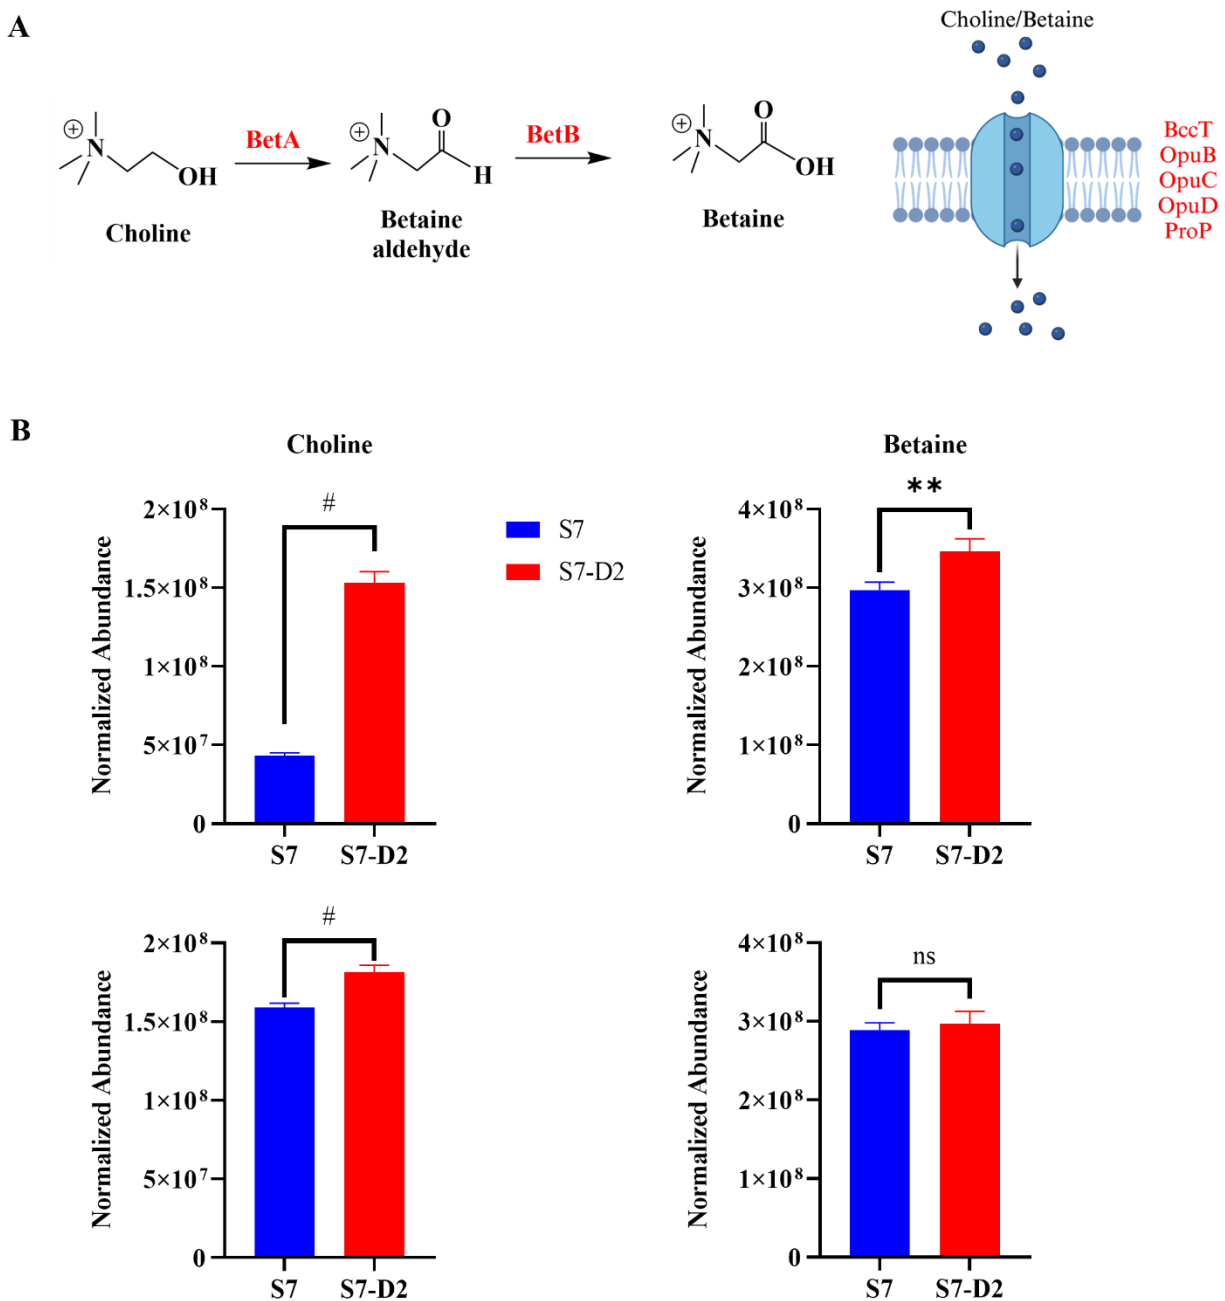 A
Choline/Betaine
N
OH
Choline
BetA
N
O
H
Betaine
aldehyde
BetB
N
O
OH
Betaine
BccT
OpuB
OpuC
OpuD
ProP
B
Choline
Normalized Abundance
2×10⁸
1.5×10⁸
1×10⁸
5×10⁷
0
#
S7
S7-D2
S7
S7-D2
Betaine
Normalized Abundance
4×10⁸
3×10⁸
2×10⁸
1×10⁸
0
**
S7
S7-D2
Normalized Abundance
2×10⁸
1.5×10⁸
1×10⁸
5×10⁷
0
#
S7
S7-D2
Normalized Abundance
4×10⁸
3×10⁸
2×10⁸
1×10⁸
0
ns
S7
S7-D2